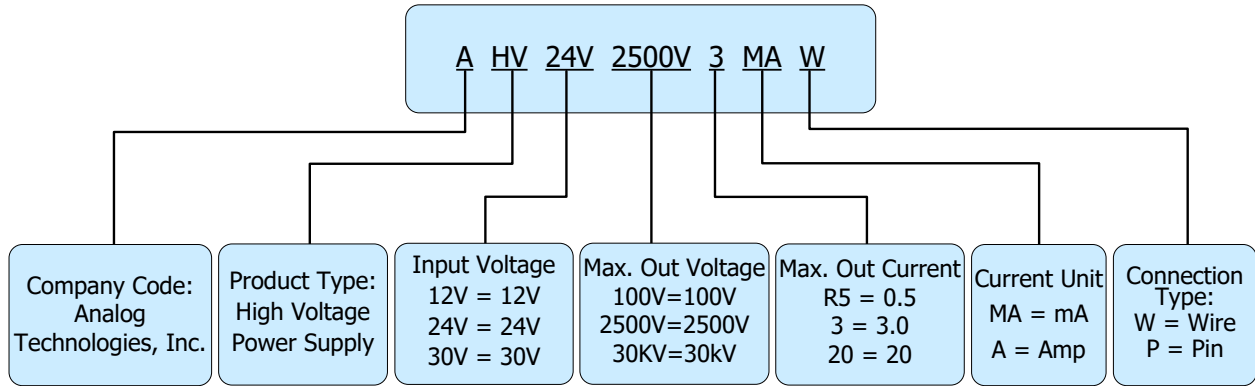 A HV 24V 2500V 3 MA W
Company Code:
Analog
Technologies, Inc.
Product Type:
High Voltage
Power Supply
Input Voltage
12V = 12V
24V = 24V
30V = 30V
Max. Out Voltage
100V=100V
2500V=2500V
30KV=30kV
Max. Out Current
R5 = 0.5
3 = 3.0
20 = 20
Current Unit
MA = mA
A = Amp
Connection
Type:
W = Wire
P = Pin